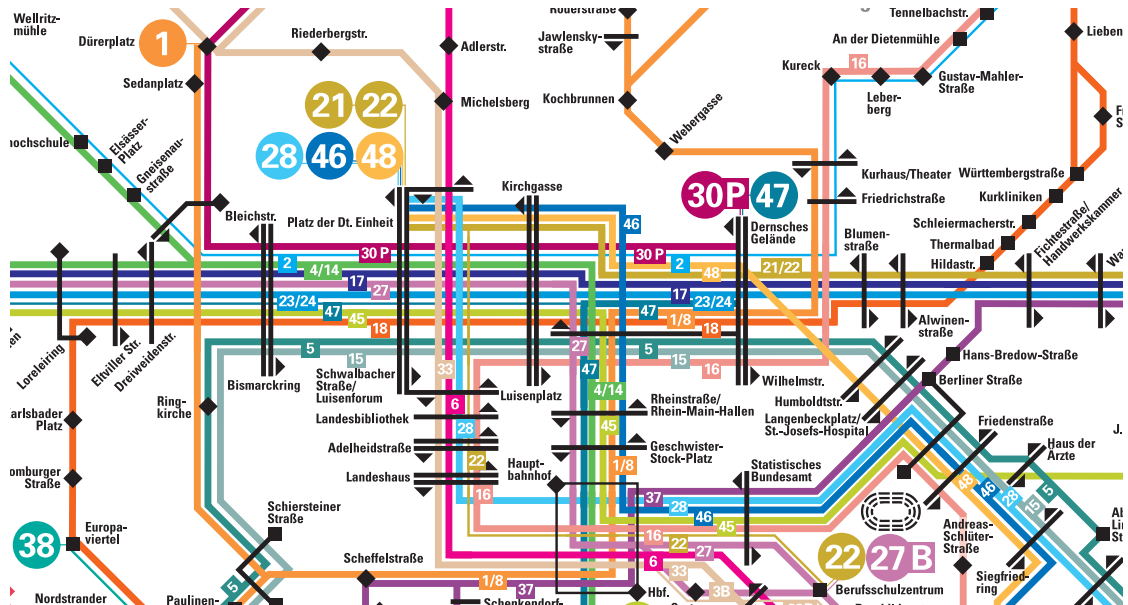 Wellritz-
mühle
Dürerplatz
1
Riederbergstr.
Adlerstr.
Jawlensky-
straße
Tennelbachstr.
An der Dietenmühle
Kureck
16
Gustav-Mahler-
Straße
Leber-
berg
Sedanplatz
Michelsberg
Kochbrunnen
Webergasse
21
22
28
46
48
Elsässer-
Platz
Gneisenau-
straße
Kurhaus/Theater
Friedrichstraße
Württembergstraße
Kurkliniken
Schleiermacherstr.
Thermalbad
Hildastr.
Fichtestraße/
Handwerkskammer
Bleichstr.
Platz der Dt. Einheit
Kirchgasse
30P
47
Dernsches
Gelände
Blumen-
straße
46
30 P
30 P
2
2
4/14
48
21/22
17
17
27
23/24
23/24
47
47
45
1/8
18
18
5
5
15
15
16
27
33
47
4/14
6
28
45
22
1/8
16
Loreleiring
Eltviller Str.
Dreiweidenstr.
Bismarckring
Schwalbacher
Straße/
Luisenforum
Luisenplatz
Wilhelmstr.
Humboldtstr.
Langenbeckplatz/
St.-Josefs-Hospital
Alwinen-
straße
Hans-Bredow-Straße
Berliner Straße
Friedenstraße
Haus der
Ärzte
Ring-
kirche
Landesbibliothek
Adelheidstraße
Landeshaus
Rheinstraße/
Rhein-Main-Hallen
Geschwister-
Stock-Platz
Haupt-
bahnhof
Statistisches
Bundesamt
37
28
46
45
16
22
27
6
33
3B
48
46
28
15
5
Schiersteiner
Straße
Europa-
viertel
38
Nordstrander
5
Scheffelstraße
1/8
37
Hbf.
22
27B
Berufsschulzentrum
Andreas-
Schlüter-
Straße
Siegfried-
ring